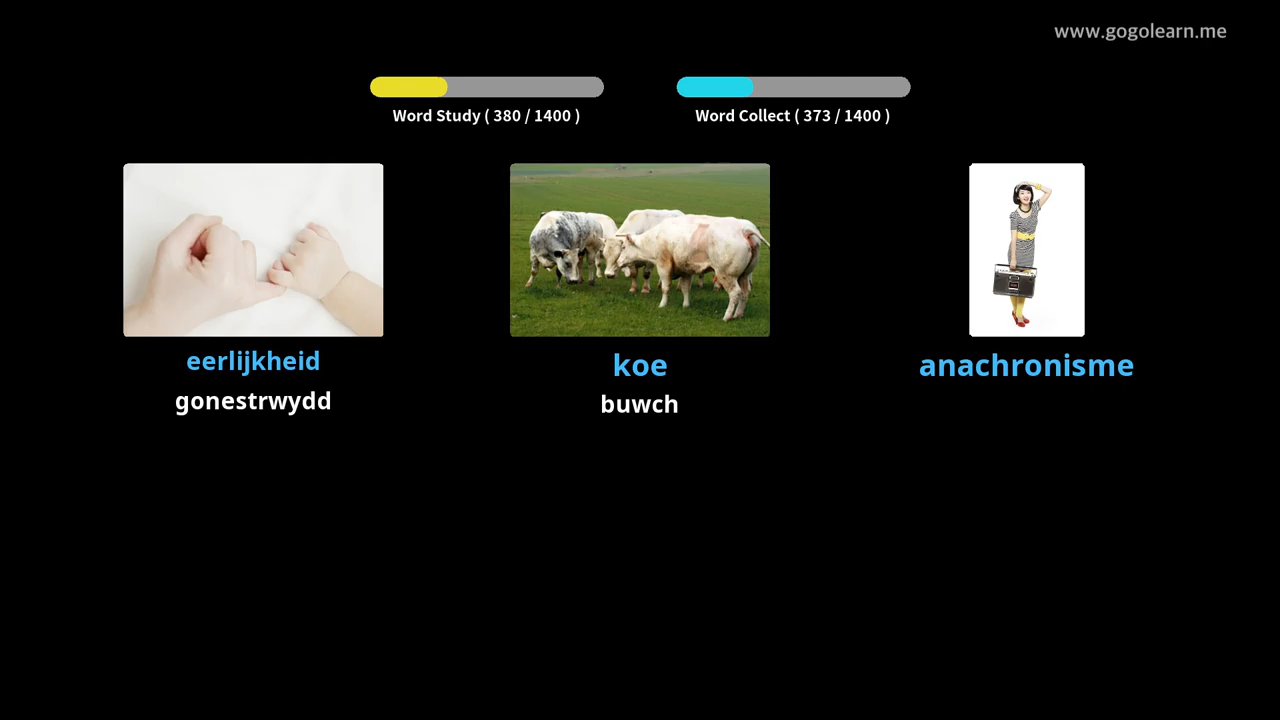 www.gogolearn.me
Word Study ( 380 / 1400 )
Word Collect ( 373 / 1400 )
eerlijkheid
gonestrwydd
koe
buwch
anachronisme